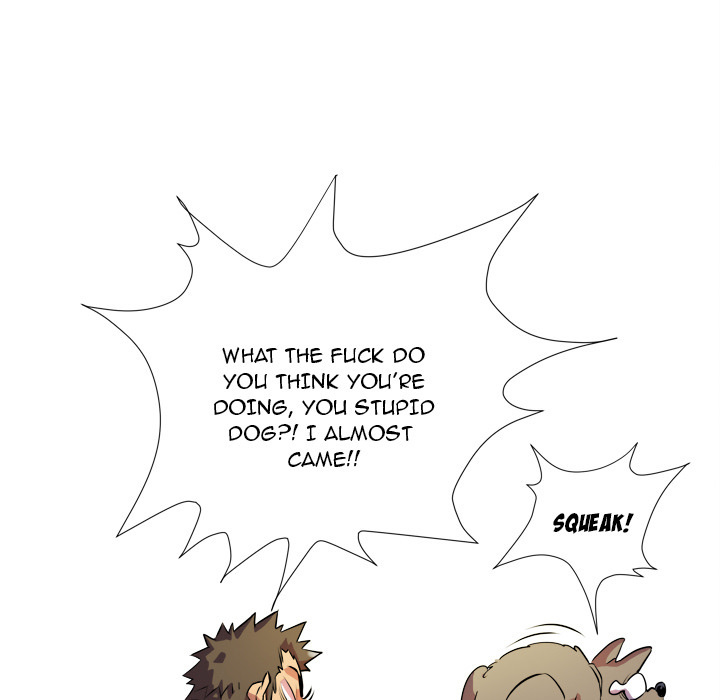 WHAT THE FUCK DO
YOU THINK YOU'RE
DOING, YOU STUPID
DOG?! I ALMOST
CAME!!
SQUEAK!